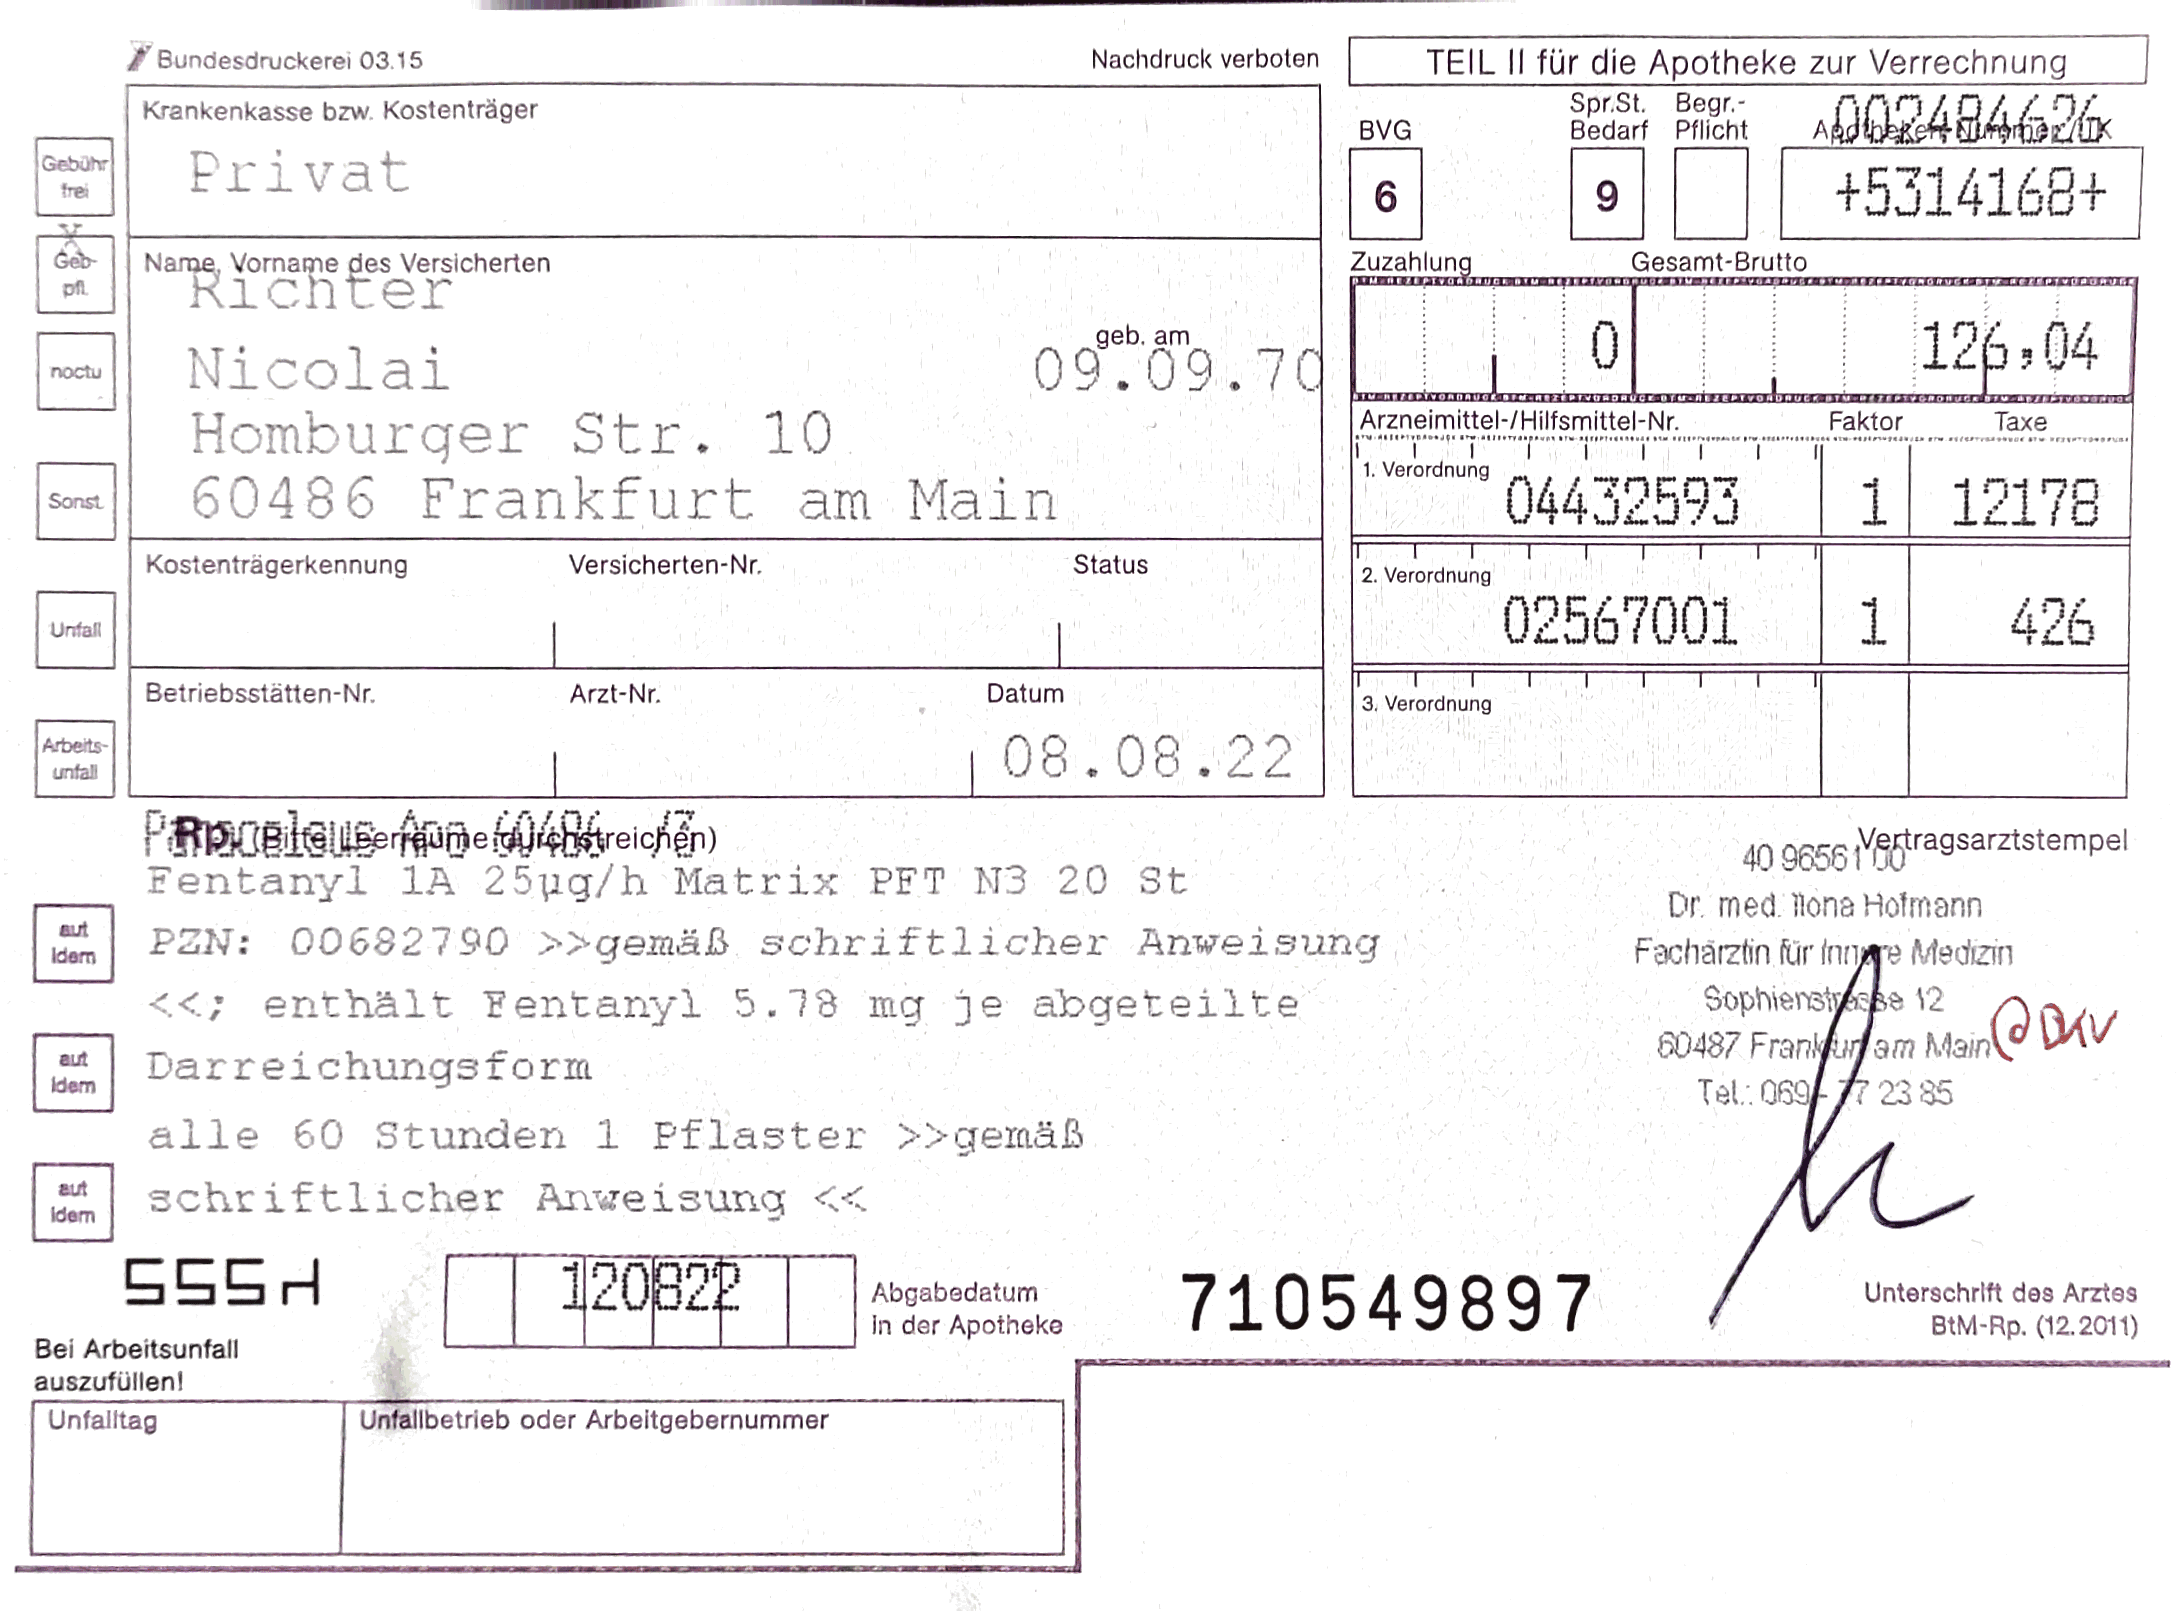 Bundesdruckerei 03.15 Nachdruck verboten
TEIL II für die Apotheke zur Verrechnung
Krankenkasse bzw. Kostenträger
Privat
BVG Spr.St. Bedarf Begr.-Pflicht Apotheken-Nummer/IK
002484626
6 9 +5314168+
Gebühr frei
X
Geb-pfl.
noctu
Sonst.
Unfall
Arbeits-unfall
Name, Vorname des Versicherten
Richter
geb. am
Nicolai 09.09.70
Homburger Str. 10
60486 Frankfurt am Main
Zuzahlung Gesamt-Brutto
0 126,04
Arzneimittel-/Hilfsmittel-Nr. Faktor Taxe
1. Verordnung 04432593 1 12178
2. Verordnung 02567001 1 426
3. Verordnung
Kostenträgerkennung Versicherten-Nr. Status
Betriebsstätten-Nr. Arzt-Nr. Datum
08.08.22
Paracelsus Apo 60486 /3
Rp. (Bitte Leerräume durchstreichen)
Fentanyl 1A 25µg/h Matrix PFT N3 20 St
PZN: 00682790 >>gemäß schriftlicher Anweisung
<<; enthält Fentanyl 5.78 mg je abgeteilte
Darreichungsform
alle 60 Stunden 1 Pflaster >>gemäß
schriftlicher Anweisung <<
aut idem
aut idem
aut idem
Vertragsarztstempel
40 96561 00
Dr. med. Ilona Hofmann
Fachärztin für Innere Medizin
Sophienstrasse 12
60487 Frankfurt am Main
Tel.: 069 - 77 23 85
DKV
120822
Abgabedatum
in der Apotheke
710549897
Unterschrift des Arztes
BtM-Rp. (12.2011)
Bei Arbeitsunfall
auszufüllen!
Unfalltag Unfallbetrieb oder Arbeitgebernummer